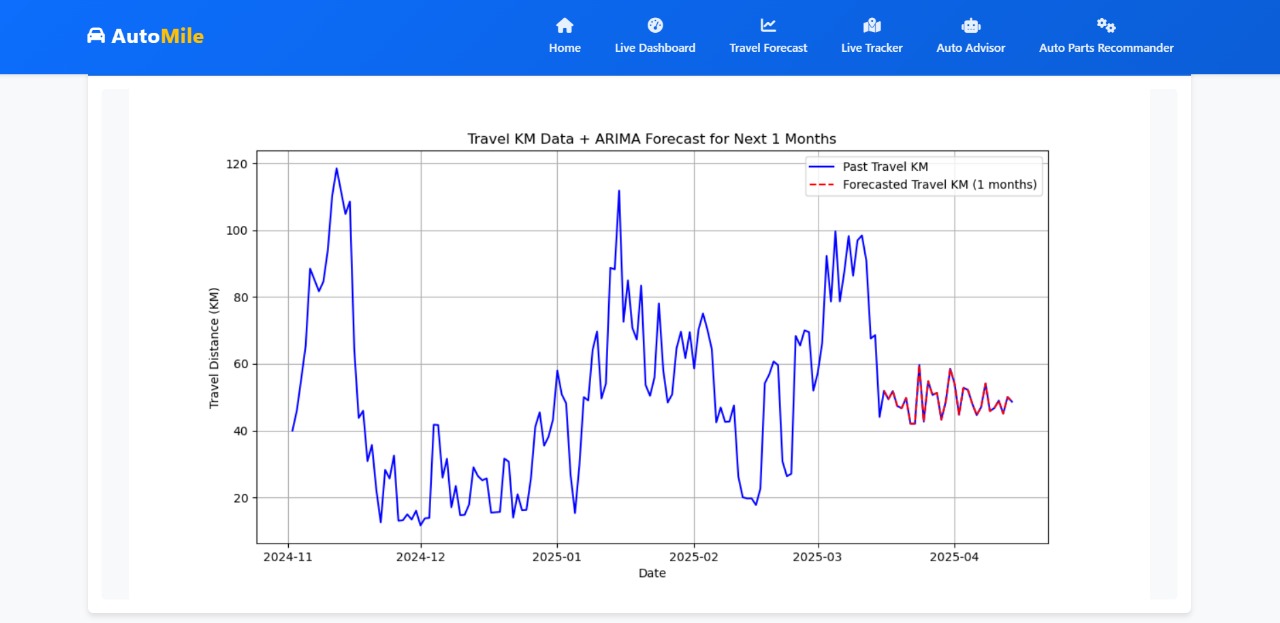 AutoMile
Home
Live Dashboard
Travel Forecast
Live Tracker
Auto Advisor
Auto Parts Recommander
Travel KM Data + ARIMA Forecast for Next 1 Months
Past Travel KM
Forecasted Travel KM (1 months)
Travel Distance (KM)
120
100
80
60
40
20
2024-11
2024-12
2025-01
2025-02
2025-03
2025-04
Date